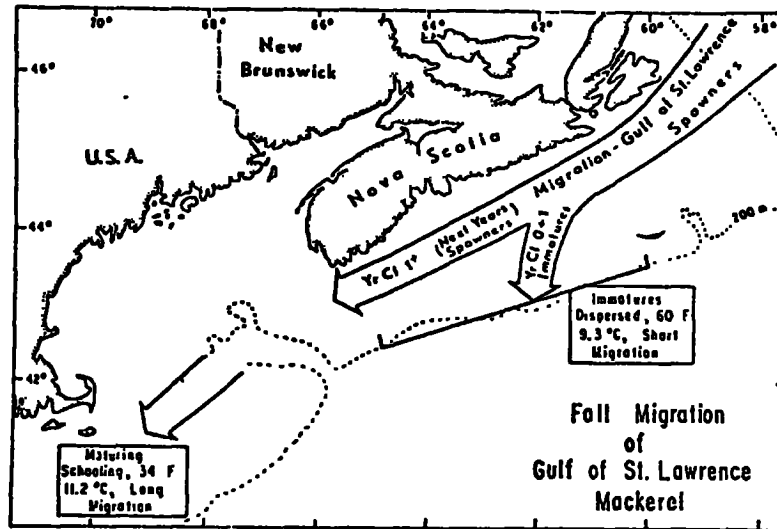 70° 68° 66° 64° 62° 60° 58°
46°
44°
42°
New
Brunswick
U.S.A.
Nova Scotia
Migration-Gulf of St. Lawrence
Spawners
Yr Cl 1+ (Next Years
Spawners)
Yr Cl 0+1
Immatures
200 m
Immatures
Dispersed, 60 F
9.3 °C, Short
Migration
Maturing
Schooling, 34 F
11.2 °C, Long
Migration
Fall Migration
of
Gulf of St. Lawrence
Mackerel